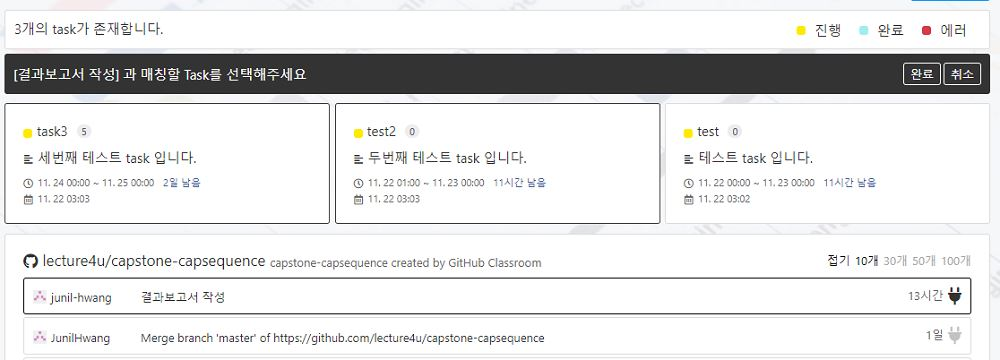 3개의 task가 존재합니다. 진행 완료 에러
[결과보고서 작성] 과 매칭할 Task를 선택해주세요 완료 취소
task3 5
세번째 테스트 task 입니다.
11. 24 00:00 ~ 11. 25 00:00 2일 남음
11. 22 03:03
test2 0
두번째 테스트 task 입니다.
11. 22 01:00 ~ 11. 23 00:00 11시간 남음
11. 22 03:03
test 0
테스트 task 입니다.
11. 22 00:00 ~ 11. 23 00:00 11시간 남음
11. 22 03:02
lecture4u/capstone-capsequence capstone-capsequence created by GitHub Classroom 접기 10개 30개 50개 100개
junil-hwang 결과보고서 작성 13시간
JunilHwang Merge branch 'master' of https://github.com/lecture4u/capstone-capsequence 1일